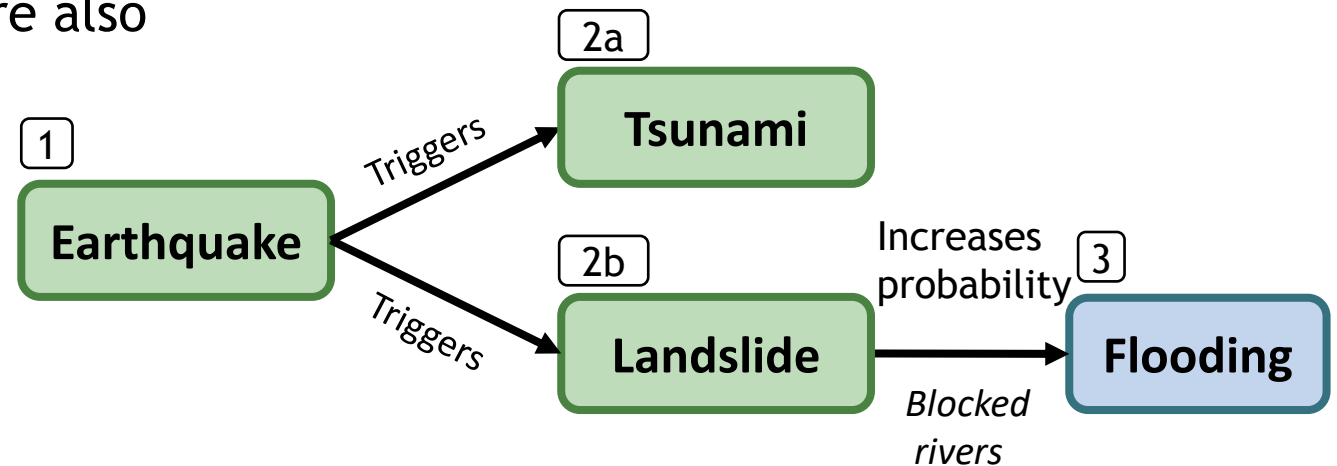 re also
1
Earthquake
Triggers
Triggers
2a
Tsunami
2b
Landslide
Increases
probability
Blocked
rivers
3
Flooding